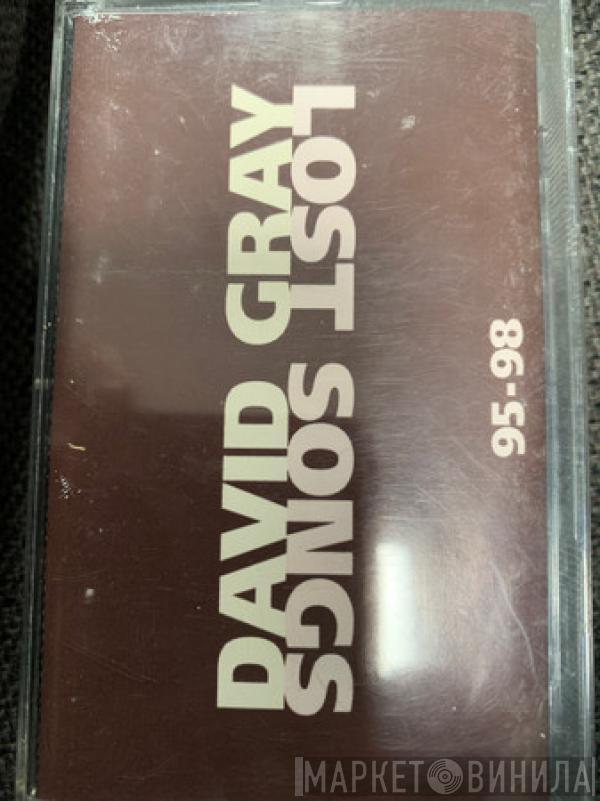 DAVID GRAY
LOST SONGS
95-98
МАРКЕТ ВИНИЛА